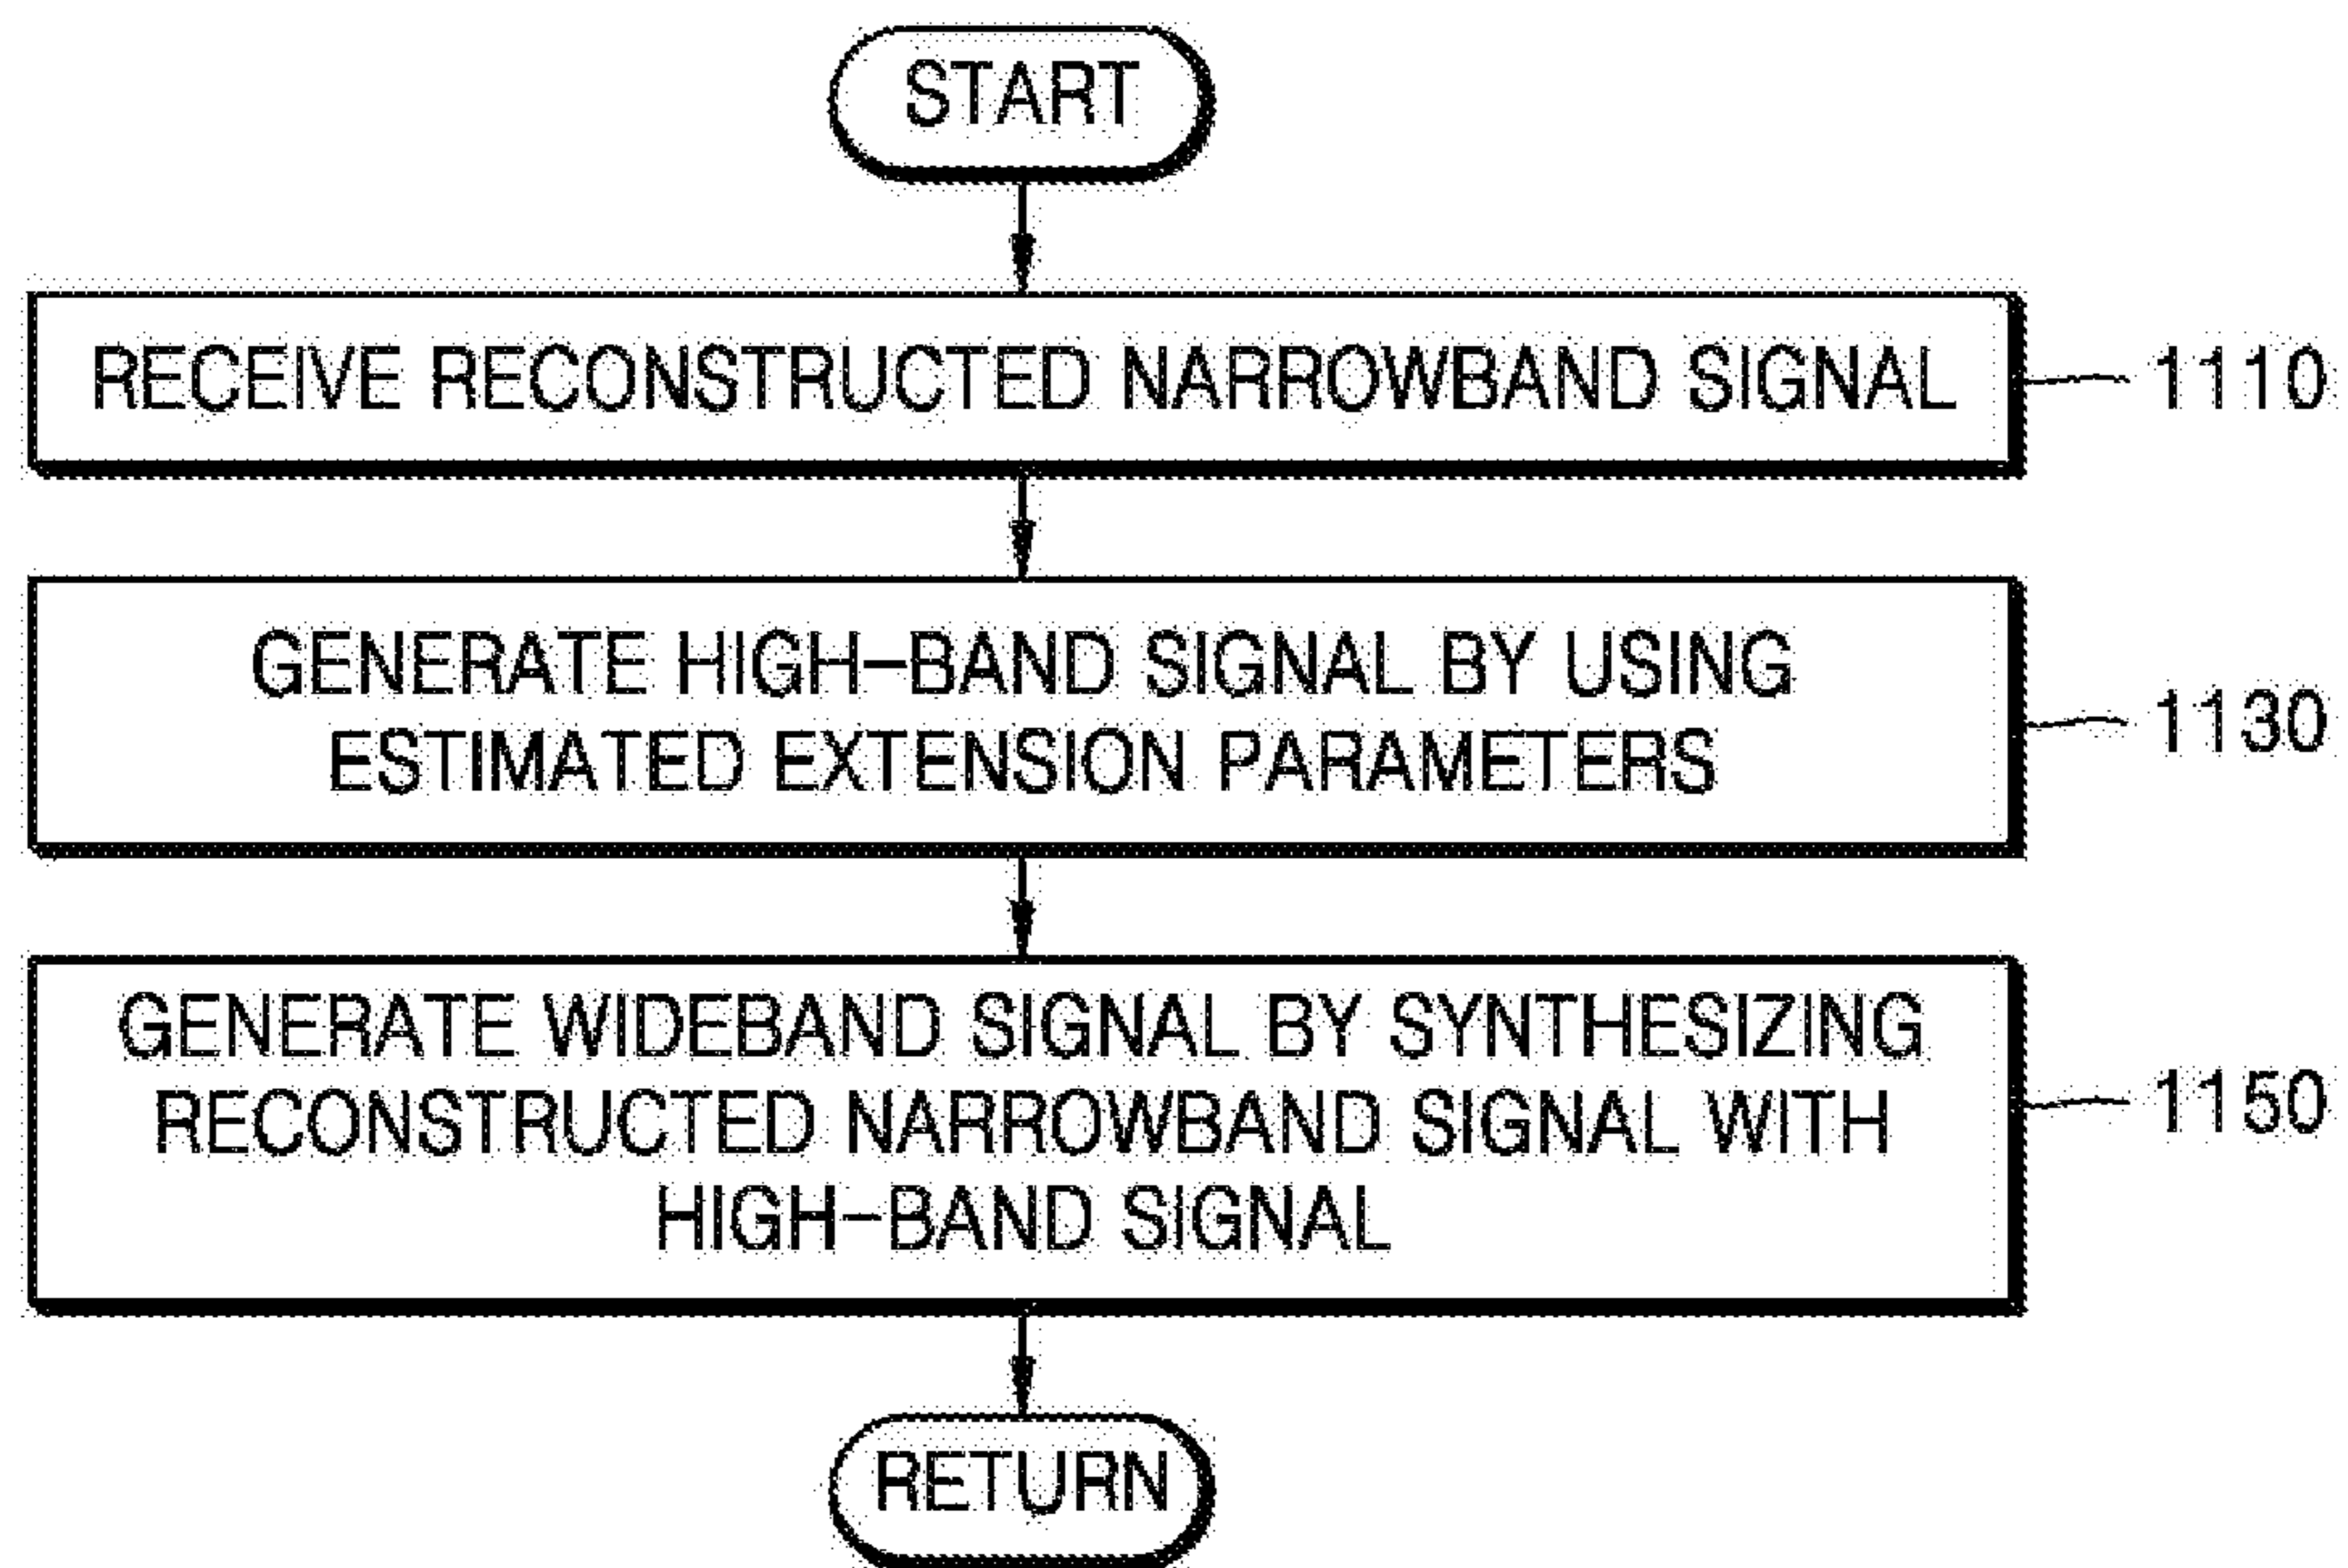 START
RECEIVE RECONSTRUCTED NARROWBAND SIGNAL
1110
GENERATE HIGH-BAND SIGNAL BY USING
ESTIMATED EXTENSION PARAMETERS
1130
GENERATE WIDEBAND SIGNAL BY SYNTHESIZING
RECONSTRUCTED NARROWBAND SIGNAL WITH
HIGH-BAND SIGNAL
1150
RETURN